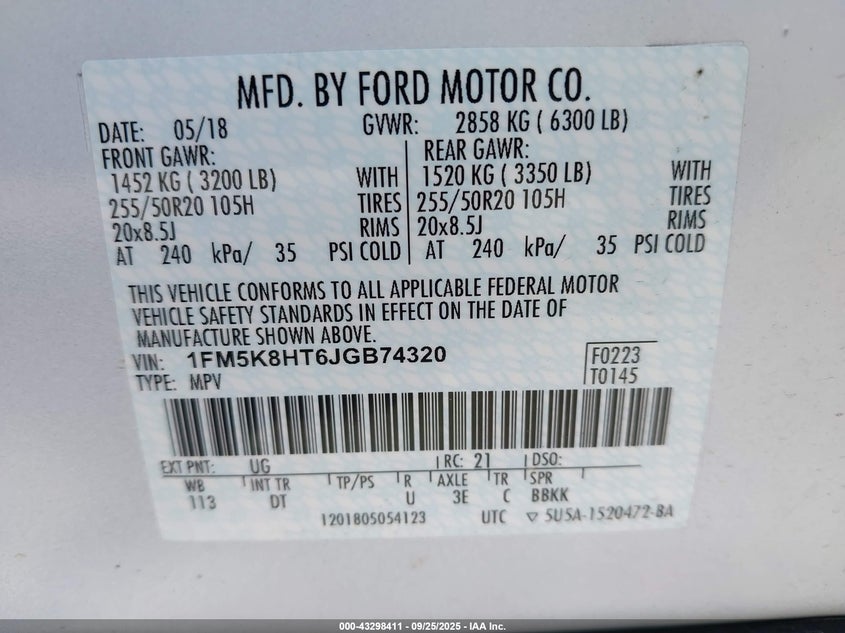 MFD. BY FORD MOTOR CO.
DATE: 05/18 GVWR: 2858 KG ( 6300 LB)
FRONT GAWR: REAR GAWR:
1452 KG ( 3200 LB) WITH 1520 KG ( 3350 LB) WITH
255/50R20 105H TIRES 255/50R20 105H TIRES
20x8.5J RIMS 20x8.5J RIMS
AT 240 kPa/ 35 PSI COLD AT 240 kPa/ 35 PSI COLD
THIS VEHICLE CONFORMS TO ALL APPLICABLE FEDERAL MOTOR
VEHICLE SAFETY STANDARDS IN EFFECT ON THE DATE OF
MANUFACTURE SHOWN ABOVE.
VIN: 1FM5K8HT6JGB74320 F0223
TYPE: MPV T0145
EXT PNT: UG RC: 21 DSO:
WB INT TR TP/PS R AXLE TR SPR
113 DT U 3E C BBKK
1201805054123 UTC ▽ 5U5A-1520472-BA
000-43298411 | 09/25/2025 - IAA Inc.